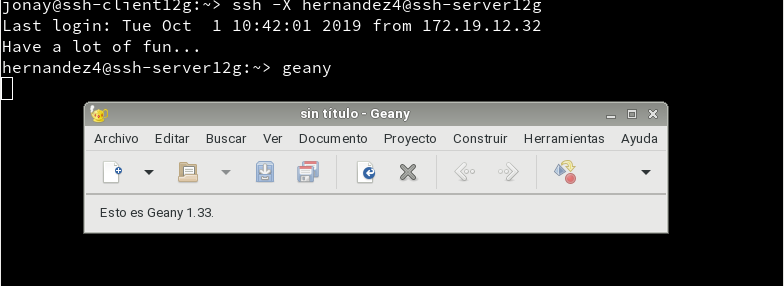 jonay@ssh-client12g:~> ssh -X hernandez4@ssh-server12g
Last login: Tue Oct  1 10:42:01 2019 from 172.19.12.32
Have a lot of fun...
hernandez4@ssh-server12g:~> geany
sin título - Geany
Archivo Editar Buscar Ver Documento Proyecto Construir Herramientas Ayuda
Esto es Geany 1.33.